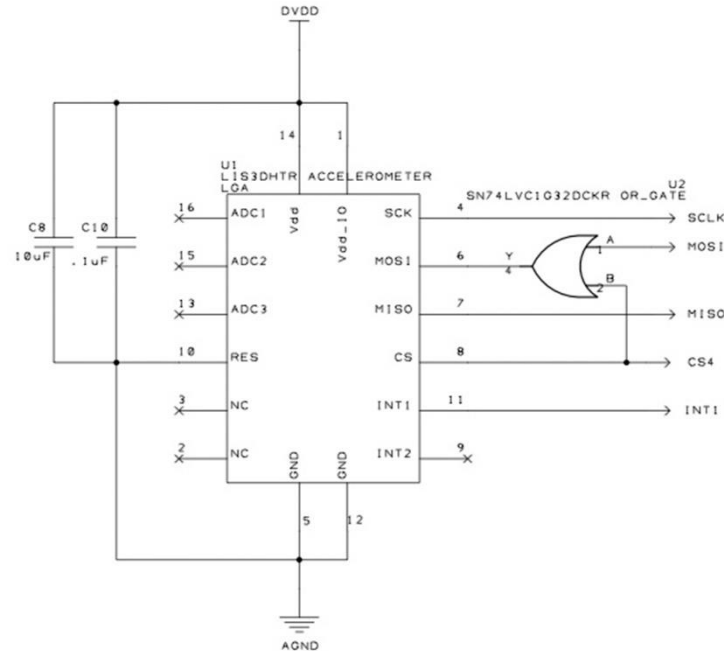 DVDD
14
1
U1
LIS3DHTR ACCELEROMETER
LGA
U2
SN74LVC1G32DCKR OR_GATE
16
ADC1
Vdd
Vdd_IO
SCK
4
SCLK
C8
10uF
C10
.1uF
15
ADC2
MOSI
6
Y
4
A
1
MOSI
B
2
13
ADC3
MISO
7
MISO
10
RES
CS
8
CS4
3
NC
INT1
11
INT1
2
NC
GND
GND
INT2
9
5
12
AGND